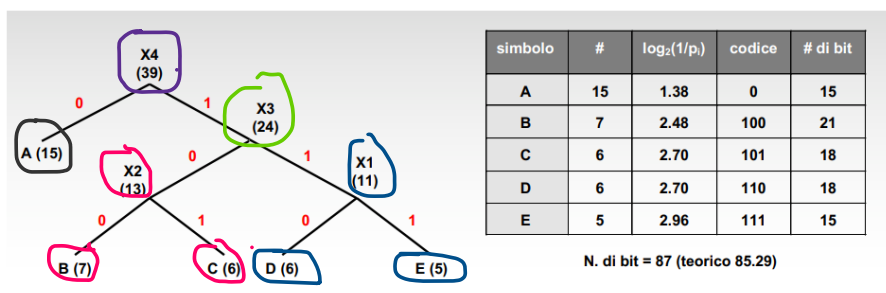 X4
(39)
0
1
X3
(24)
A (15)
0
1
X2
(13)
X1
(11)
0
1
0
1
B (7)
C (6)
D (6)
E (5)
simbolo # log2(1/pi) codice # di bit
A 15 1.38 0 15
B 7 2.48 100 21
C 6 2.70 101 18
D 6 2.70 110 18
E 5 2.96 111 15
N. di bit = 87 (teorico 85.29)